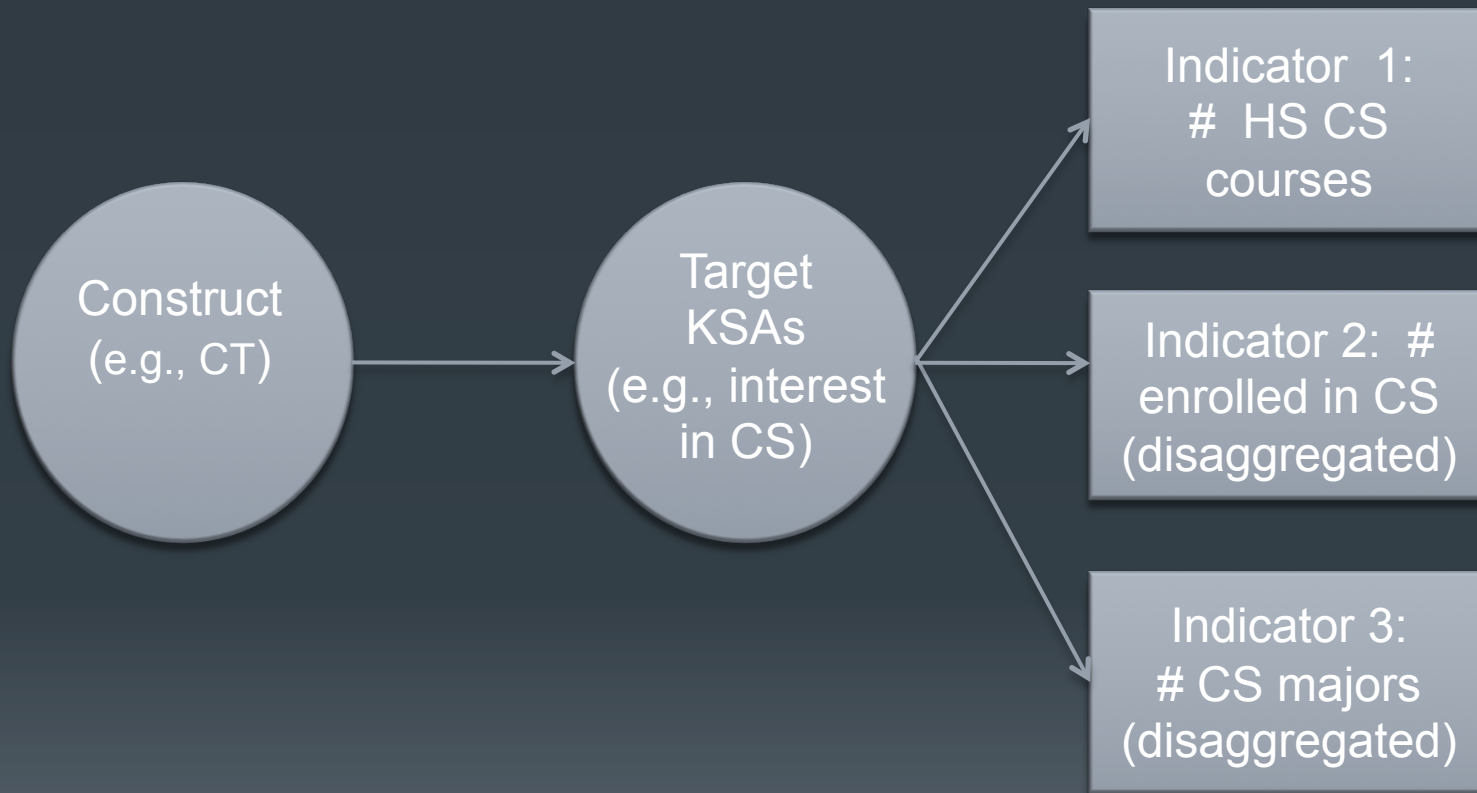 Construct
(e.g., CT)
Target
KSAs
(e.g., interest
in CS)
Indicator 1:
# HS CS
courses
Indicator 2: #
enrolled in CS
(disaggregated)
Indicator 3:
# CS majors
(disaggregated)